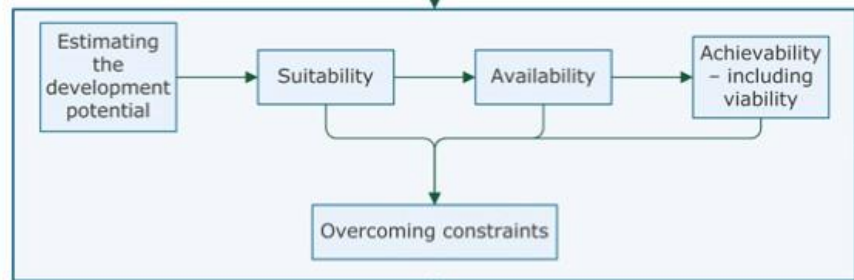 Estimating
the
development
potential
Suitability
Availability
Achievability
– including
viability
Overcoming constraints